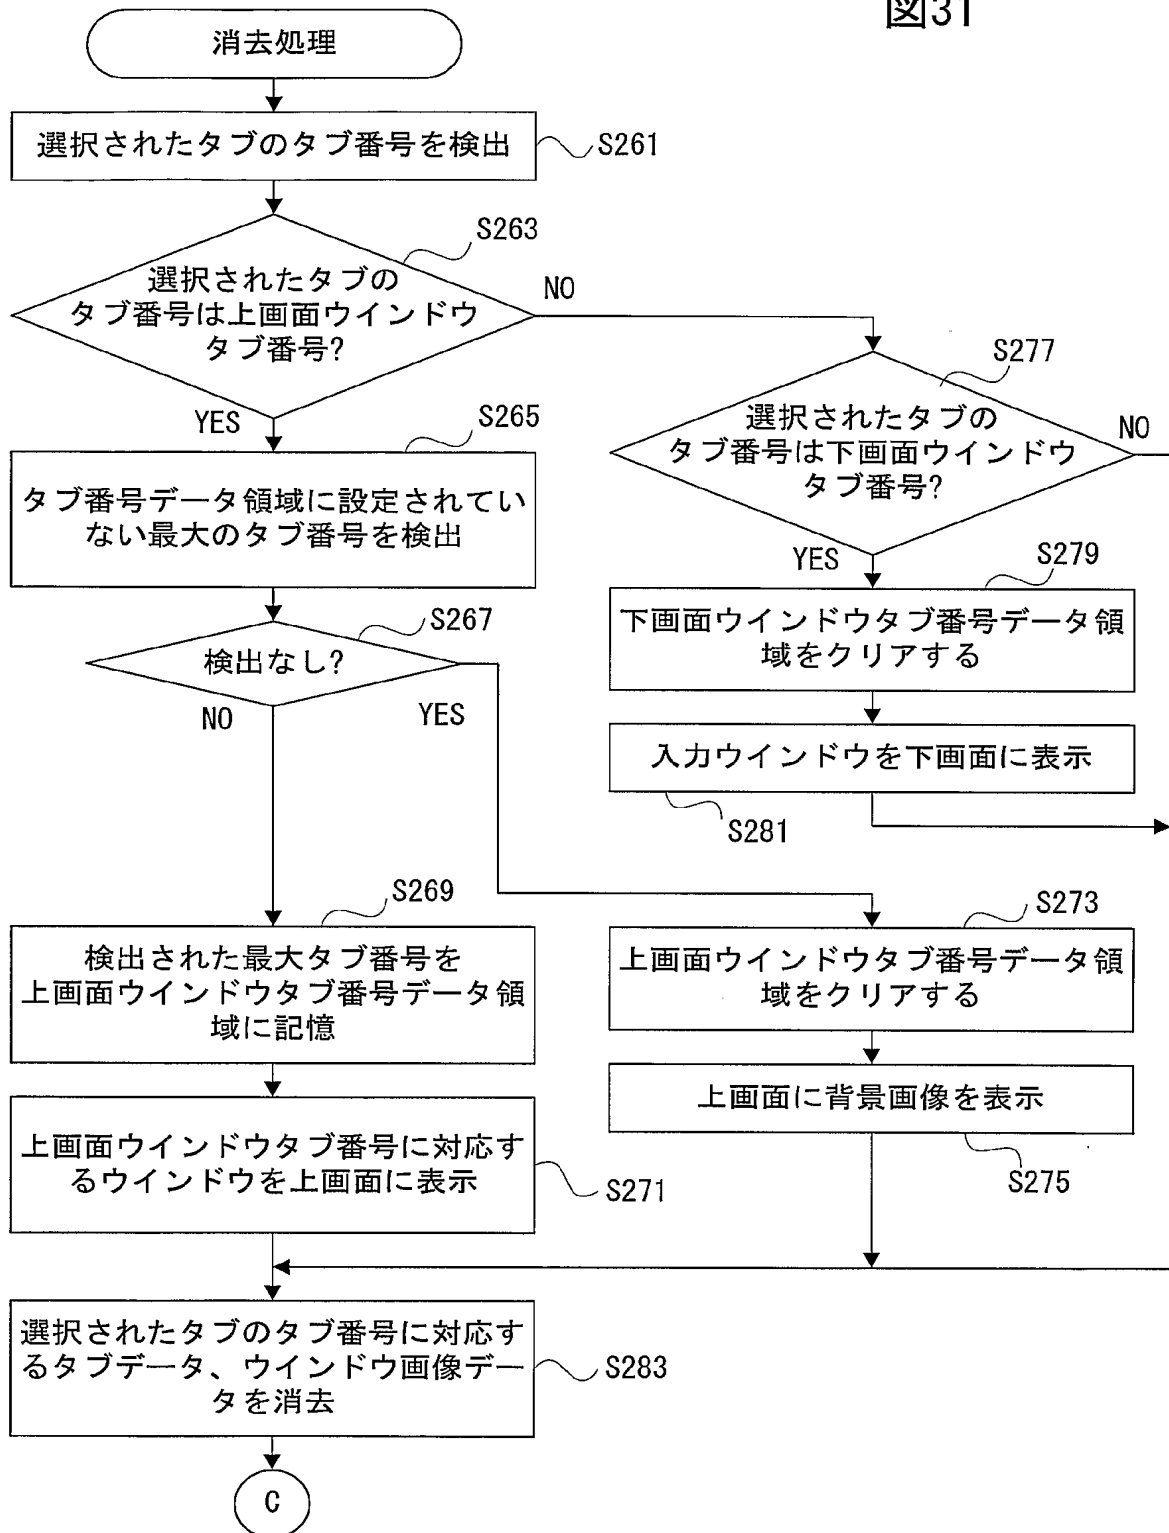 図31
消去処理
選択されたタブのタブ番号を検出
S261
S263
選択されたタブの
タブ番号は上画面ウインドウ
タブ番号?
NO
YES
S265
タブ番号データ領域に設定されてい
ない最大のタブ番号を検出
S267
検出なし?
NO
YES
S277
選択されたタブの
タブ番号は下画面ウインドウ
タブ番号?
NO
YES
S279
下画面ウインドウタブ番号データ領
域をクリアする
入力ウインドウを下画面に表示
S281
S269
検出された最大タブ番号を
上画面ウインドウタブ番号データ領
域に記憶
S273
上画面ウインドウタブ番号データ領
域をクリアする
上画面ウインドウタブ番号に対応す
るウインドウを上画面に表示
S271
上画面に背景画像を表示
S275
選択されたタブのタブ番号に対応す
るタブデータ、ウインドウ画像デー
タを消去
S283
C